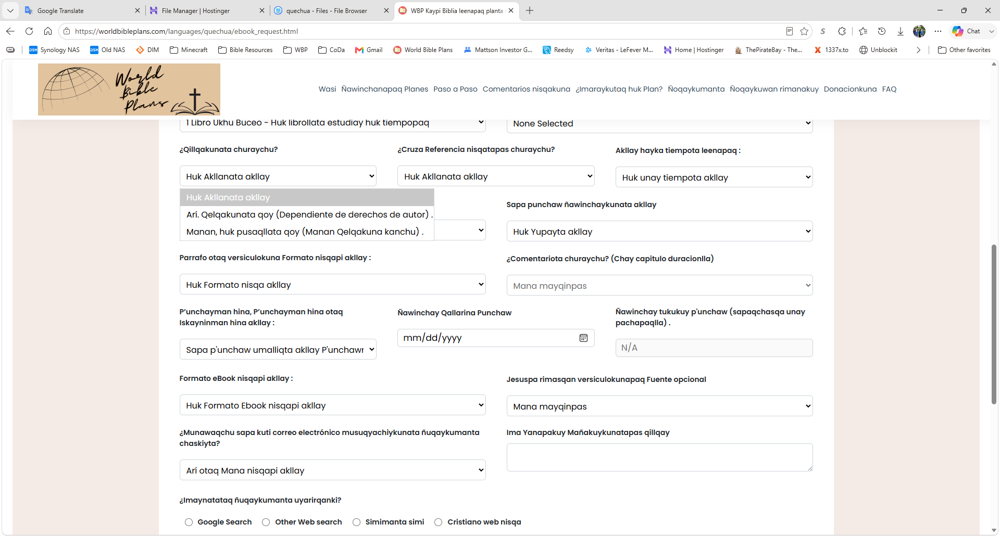 Google Translate
File Manager | Hostinger
quechua - Files - File Browser
WBP Kaypi Biblia leenapaq planta
https://worldbibleplans.com/languages/quechua/ebook_request.html
Chat
Synology NAS
Old NAS
DIM
Minecraft
Bible Resources
WBP
CoDa
Gmail
World Bible Plans
Mattson Investor G...
Reedsy
Veritas - LeFever M...
Home | Hostinger
ThePirateBay - The...
1337x.to
Unblockit
Other favorites
World
Bible
Plans
Wasi Ñawinchanapaq Planes Paso a Paso Comentarios nisqakuna ¿Imaraykutaq huk Plan? Ñoqaykumanta Ñoqaykuwan rimanakuy Donacionkuna FAQ
1 Libro Ukhu Buceo - Huk librollata estudiay huk tiempopaq
None Selected
¿Qillqakunata churaychu?
¿Cruza Referencia nisqatapas churaychu?
Akllay hayka tiempota leenapaq :
Huk Akllanata akllay
Huk Akllanata akllay
Huk unay tiempota akllay
Huk Akllanata akllay
Arí. Qelqakunata qoy (Dependiente de derechos de autor) .
Manan, huk pusaqllata qoy (Manan Qelqakuna kanchu) .
Sapa punchaw ñawinchaykunata akllay
Huk Yupayta akllay
Parrafo otaq versiculokuna Formato nisqapi akllay :
¿Comentariota churaychu? (Chay capitulo duracionlla)
Huk Formato nisqa akllay
Mana mayqinpas
P’unchayman hina, P’unchayman hina otaq
Iskayninman hina akllay :
Ñawinchay Qallarina Punchaw
Ñawinchay tukukuy p'unchaw (sapaqchasqa unay
pachapaqlla) .
Sapa p'unchaw umalliqta akllay P'unchawn
mm/dd/yyyy
N/A
Formato eBook nisqapi akllay :
Jesuspa rimasqan versiculokunapaq Fuente opcional
Huk Formato Ebook nisqapi akllay
Mana mayqinpas
¿Munawaqchu sapa kuti correo electrónico musuqyachiykunata ñuqaykumanta
chaskiyta?
Ima Yanapakuy Mañakuykunatapas qillqay
Arí otaq Mana nisqapi akllay
¿Imaynatataq ñuqaykumanta uyarirqanki?
Google Search
Other Web search
Simimanta simi
Cristiano web nisqa